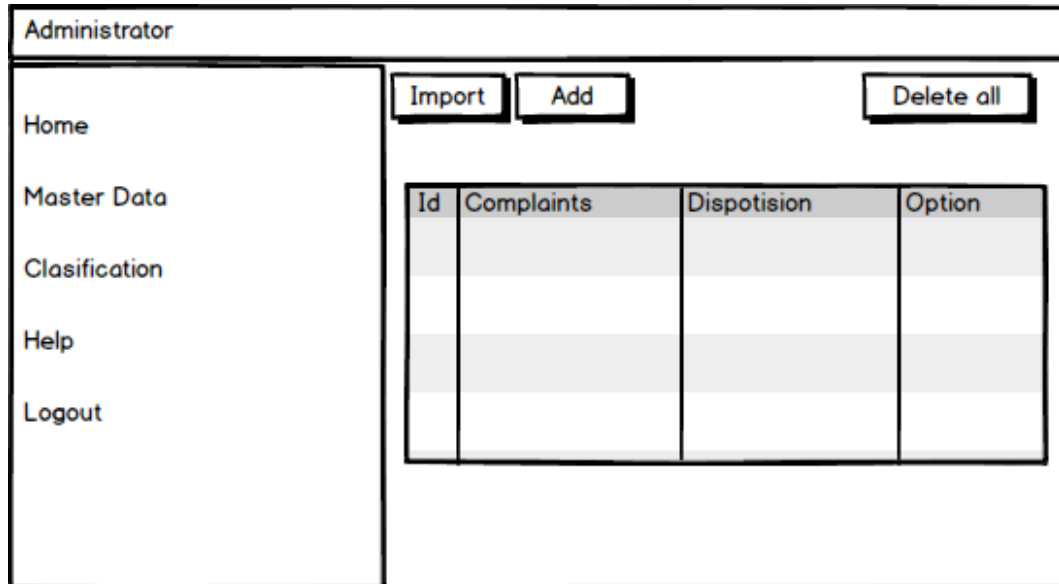 Administrator
Home
Master Data
Clasification
Help
Logout
Import Add Delete all
Id Complaints Dispotision Option